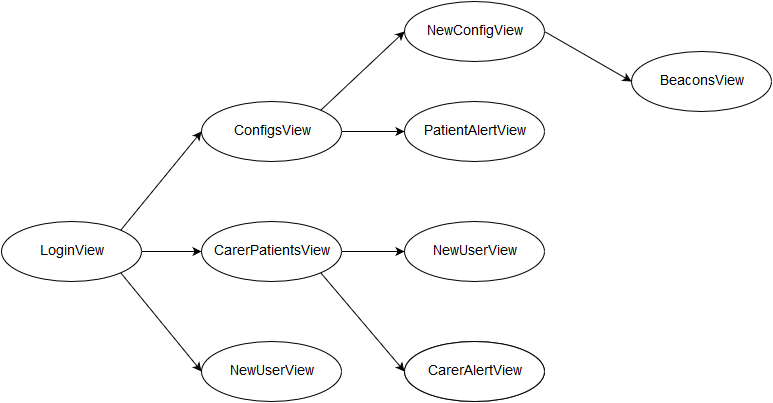 NewConfigView
BeaconsView
ConfigsView
PatientAlertView
LoginView
CarerPatientsView
NewUserView
NewUserView
CarerAlertView